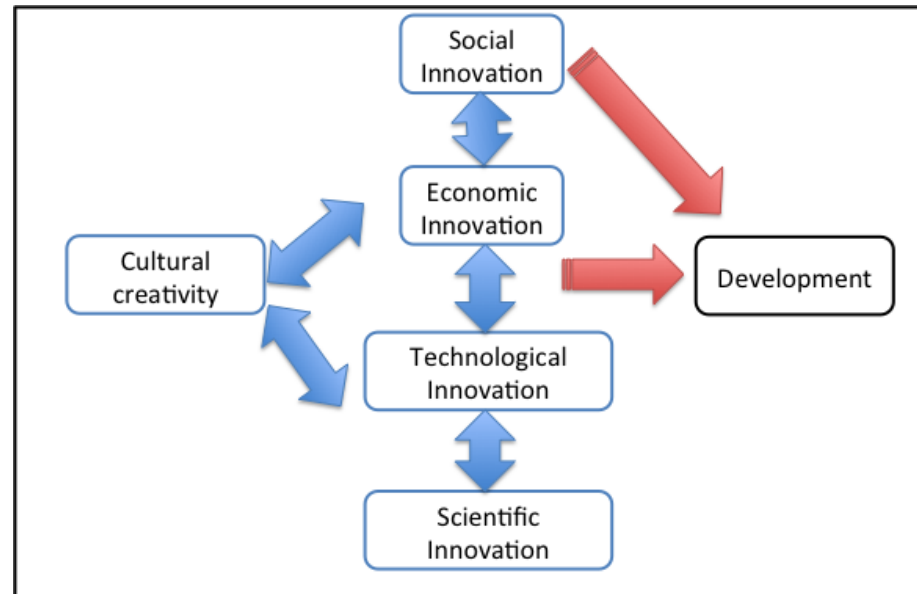 Social
Innovation
Economic
Innovation
Cultural
creativity
Development
Technological
Innovation
Scientific
Innovation